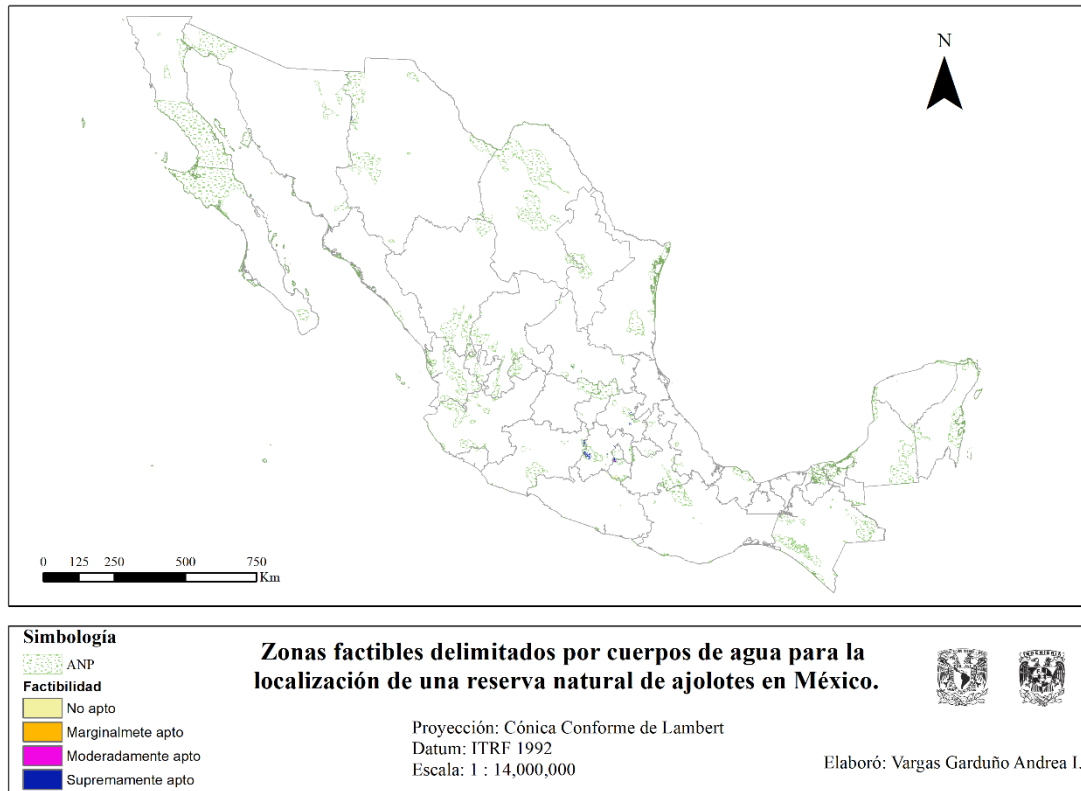 N
0 125 250 500 750
Km
Simbología
ANP
Factibilidad
No apto
Marginalmete apto
Moderadamente apto
Supremamente apto
Zonas factibles delimitados por cuerpos de agua para la
localización de una reserva natural de ajolotes en México.
Proyección: Cónica Conforme de Lambert
Datum: ITRF 1992
Escala: 1 : 14,000,000
INGENIERIA
Elaboró: Vargas Garduño Andrea I.